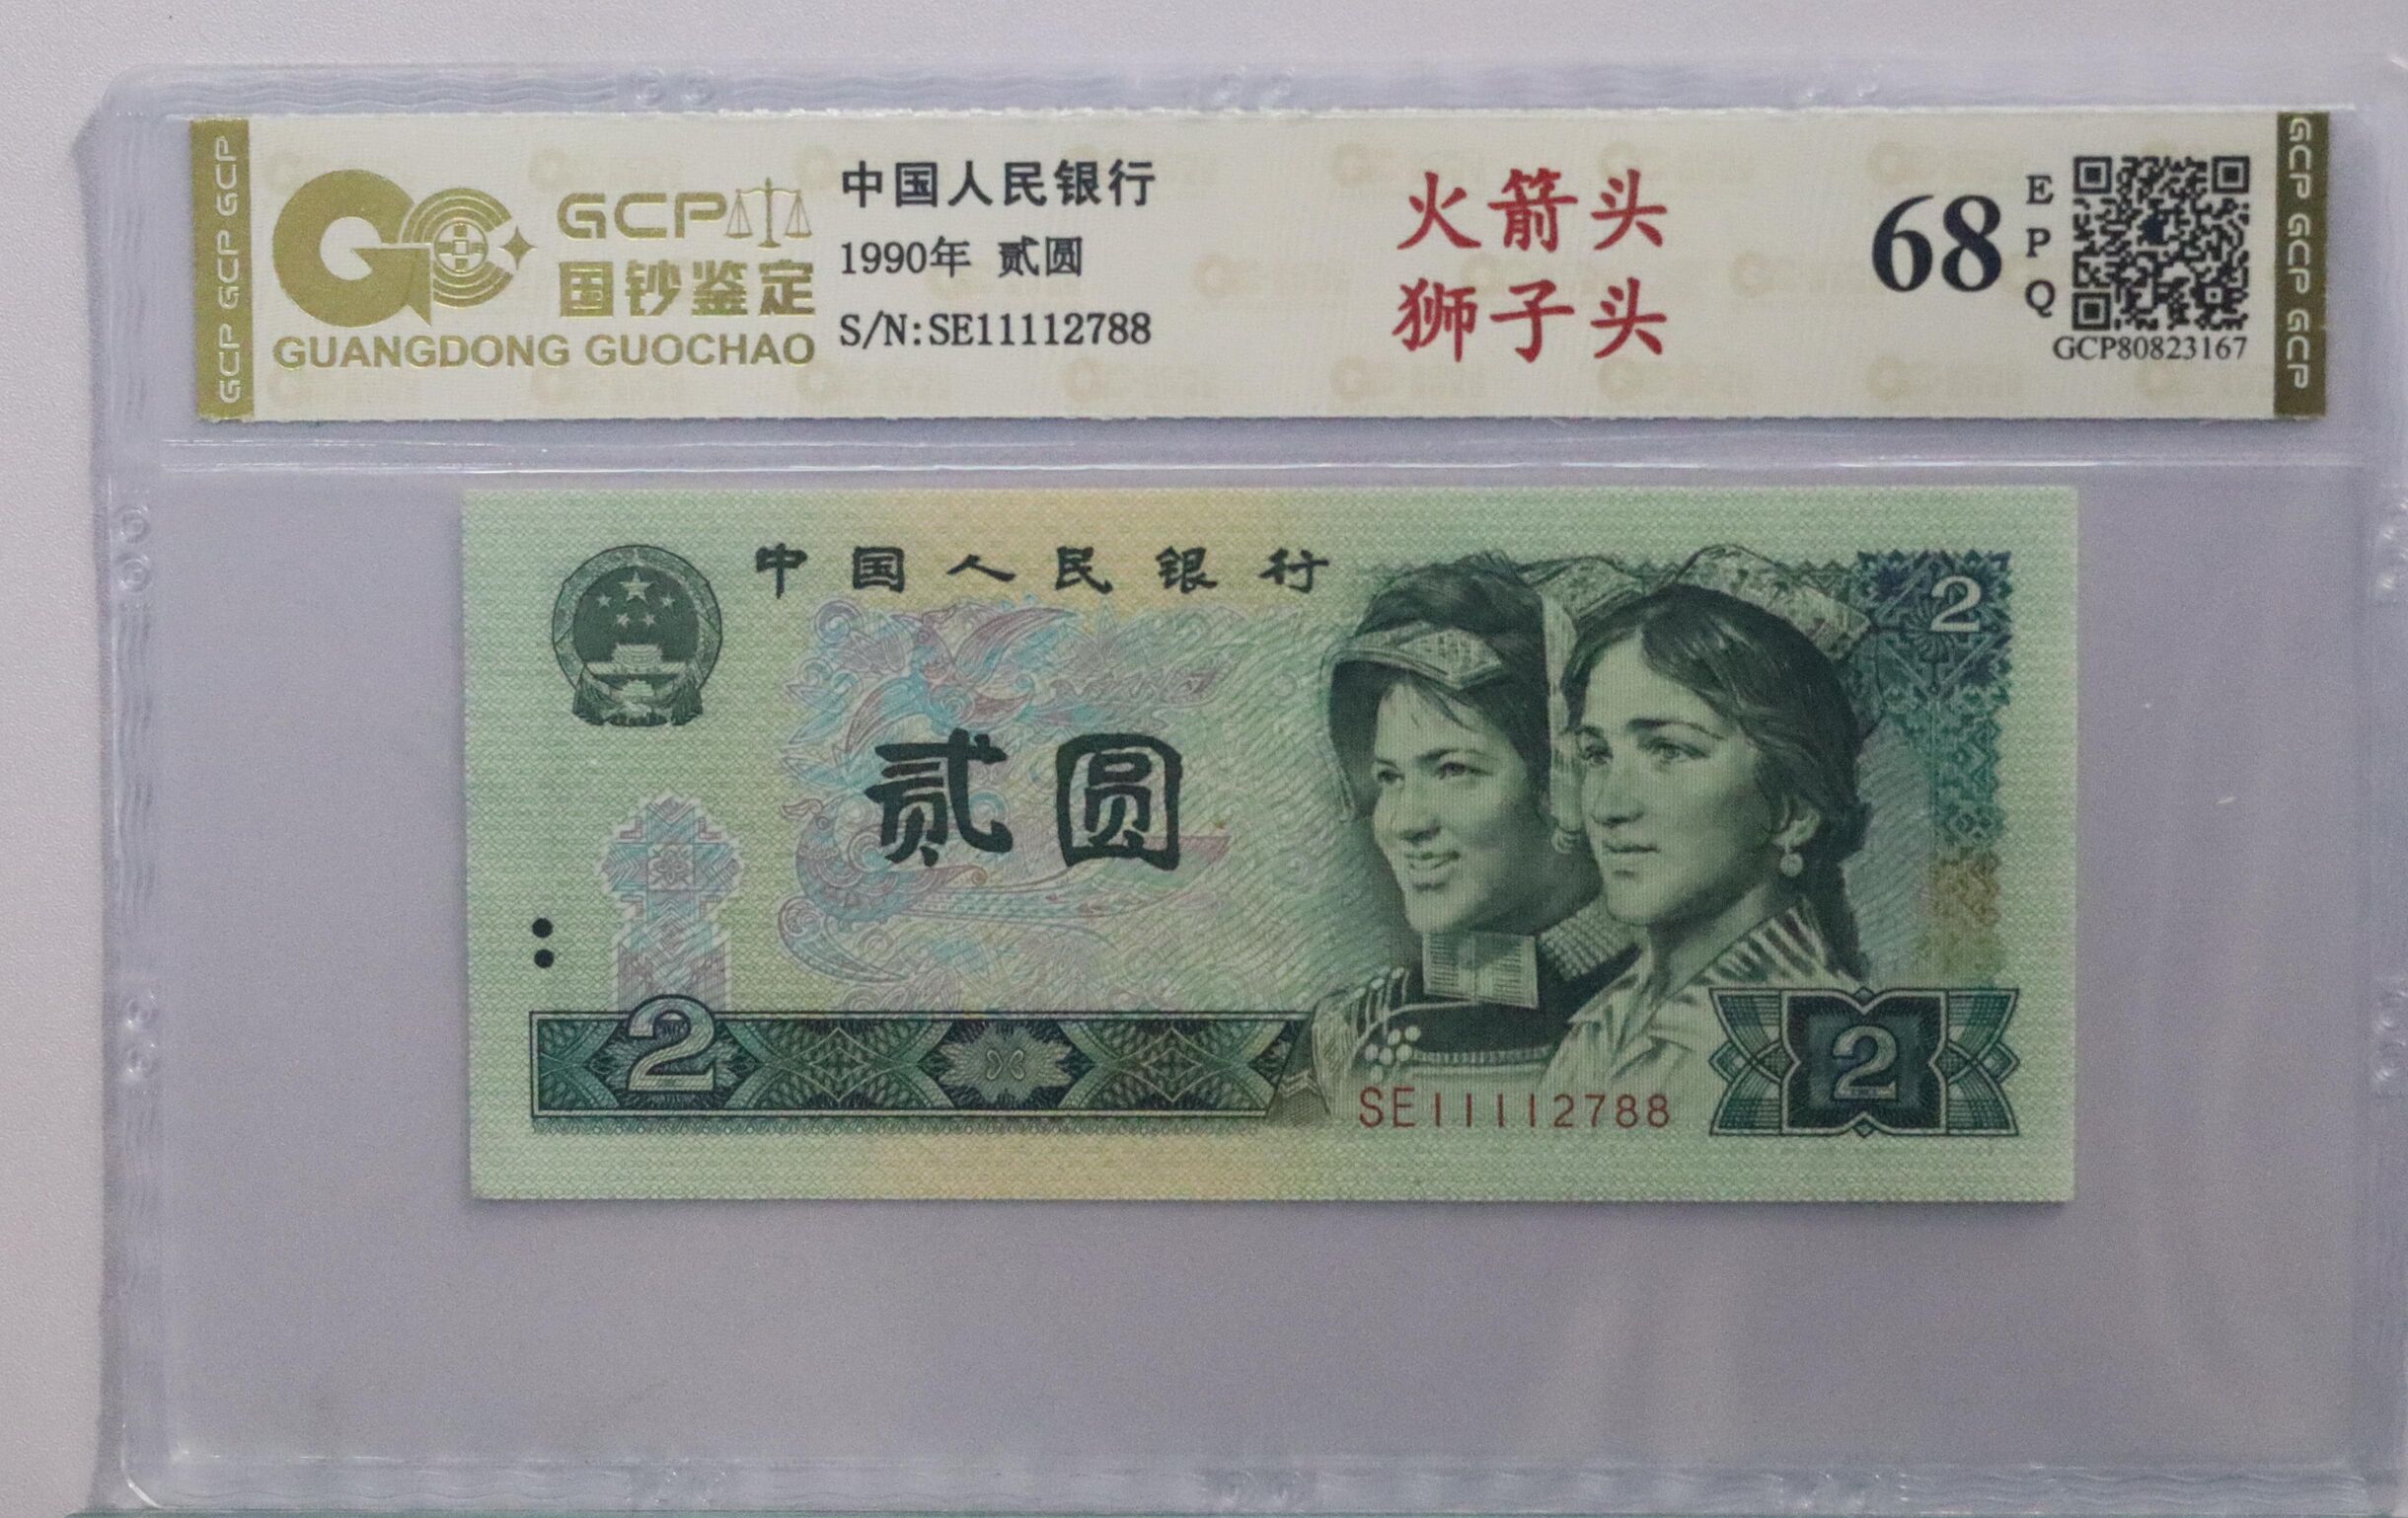 GCP GCP GCP
GCP
国钞鉴定
GUANGDONG GUOCHAO
中国人民银行
1990年 贰圆
S/N:SE11112788
火箭头
狮子头
68
E
P
Q
GCP80823167
GCP GCP GCP
中国人民银行
2
贰圆
2
SE11112788
2